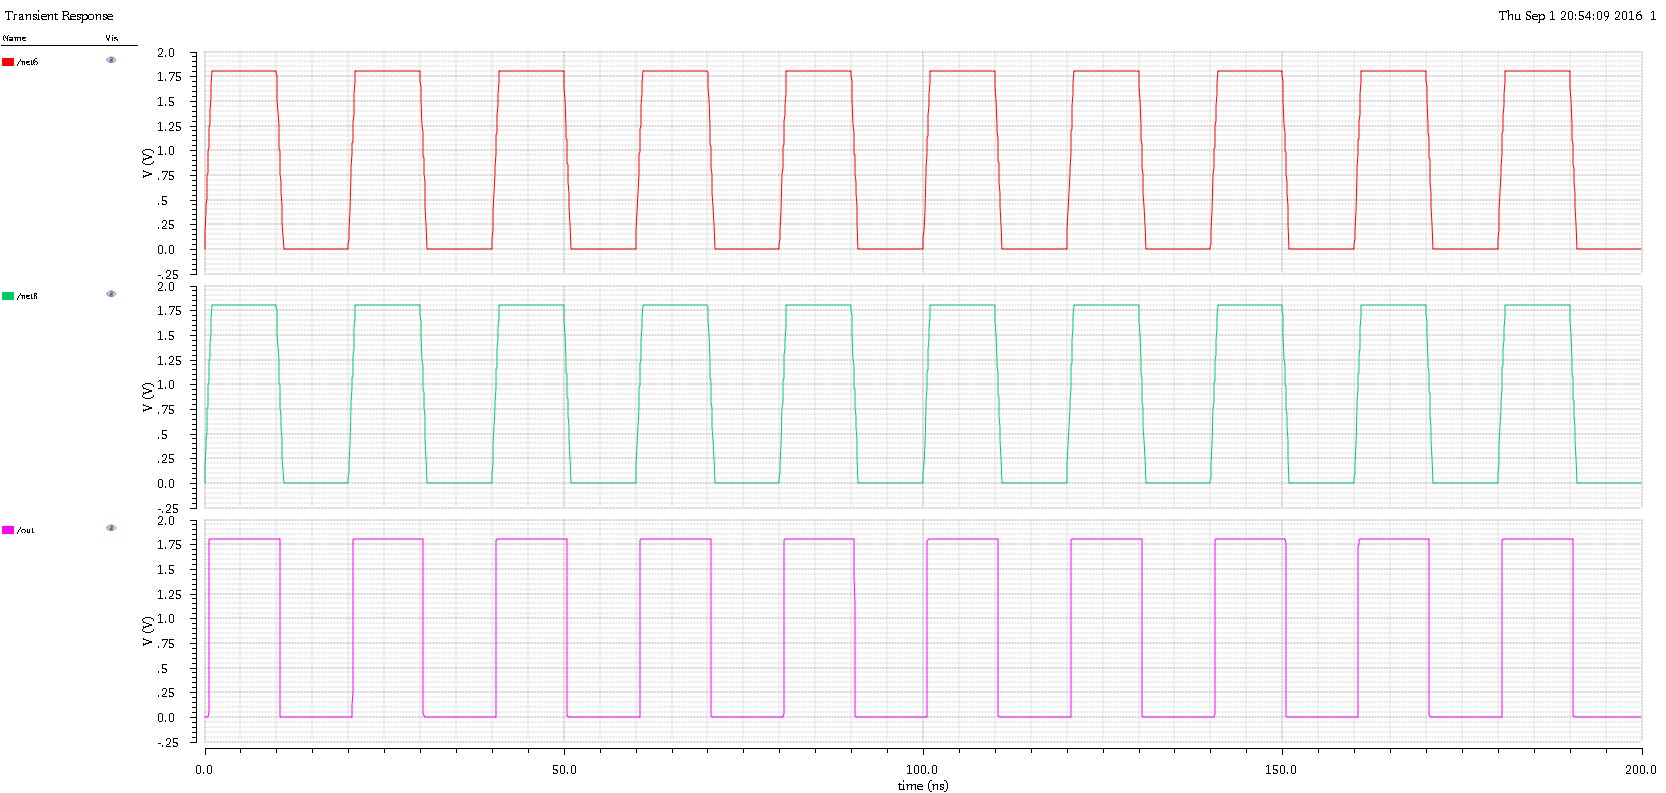 Transient Response
Thu Sep 1 20:54:09 2016 1
Name Vis
/net6
2.0
1.75
1.5
1.25
1.0
.75
.5
.25
0.0
-.25
V (V)
/net8
2.0
1.75
1.5
1.25
1.0
.75
.5
.25
0.0
-.25
V (V)
/out
2.0
1.75
1.5
1.25
1.0
.75
.5
.25
0.0
-.25
V (V)
0.0 50.0 100.0 150.0 200.0
time (ns)